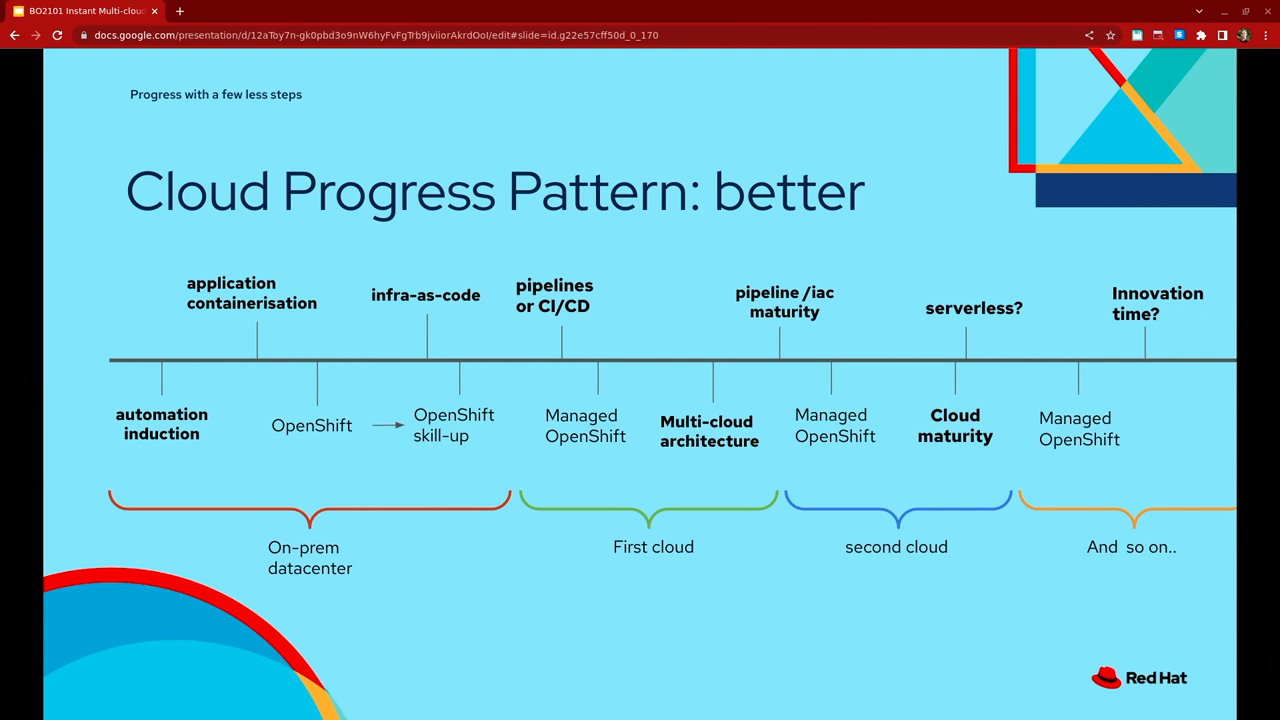 BO2101 Instant Multi-clou
docs.google.com/presentation/d/12aToy7n-gk0pbd3o9nW6hyFvFgTrb9jviiorAkrdOoI/edit#slide=id.g22e57cff50d_0_170
Progress with a few less steps
Cloud Progress Pattern: better
application
containerisation
infra-as-code
pipelines
or CI/CD
pipeline /iac
maturity
serverless?
Innovation
time?
automation
induction
OpenShift
OpenShift
skill-up
Managed
OpenShift
Multi-cloud
architecture
Managed
OpenShift
Cloud
maturity
Managed
OpenShift
On-prem
datacenter
First cloud
second cloud
And so on..
Red Hat